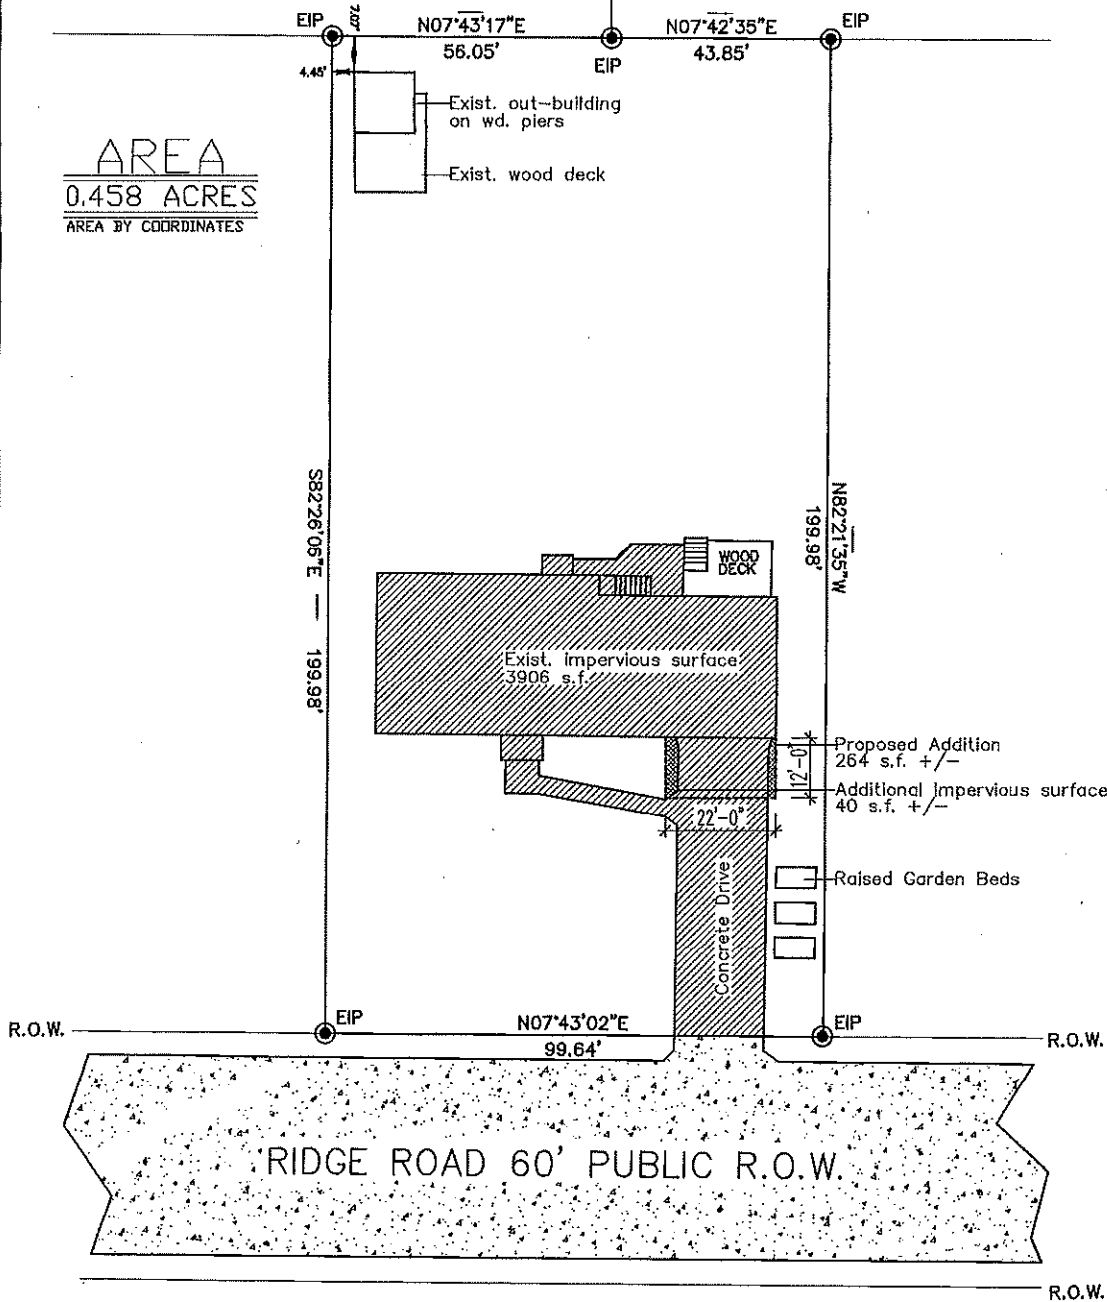 EIP
7.07'
N07°43'17"E
56.05'
EIP
N07°42'35"E
43.85'
EIP
4.45'
Exist. out-building
on wd. piers
Exist. wood deck
AREA
0.458 ACRES
AREA BY COORDINATES
S82°26'06"E — 199.98'
N82°21'35"W
199.98'
WOOD
DECK
Exist. impervious surface
3906 s.f.
Proposed Addition
264 s.f. +/-
12'-0"
Additional impervious surface
40 s.f. +/-
22'-0"
Concrete Drive
Raised Garden Beds
R.O.W.
EIP
N07°43'02"E
99.64'
EIP
R.O.W.
RIDGE ROAD 60' PUBLIC R.O.W.
R.O.W.